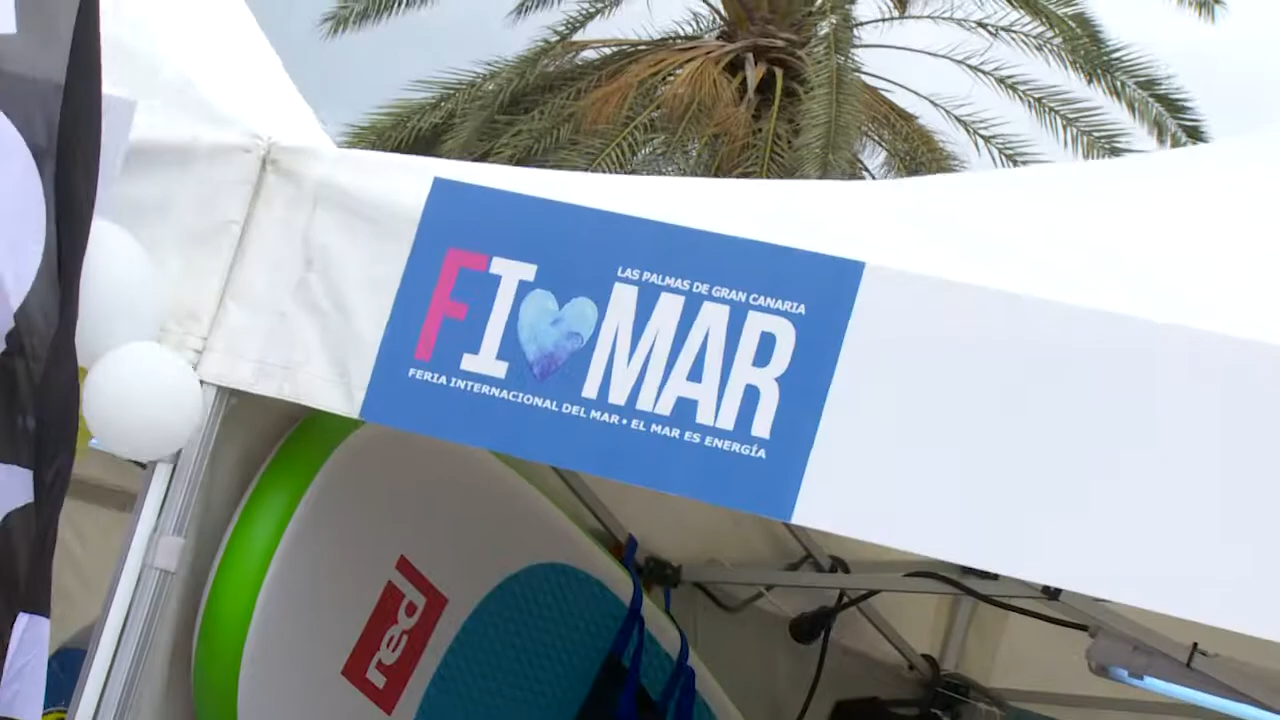 LAS PALMAS DE GRAN CANARIA
FI MAR
FERIA INTERNACIONAL DEL MAR • EL MAR ES ENERGÍA
red